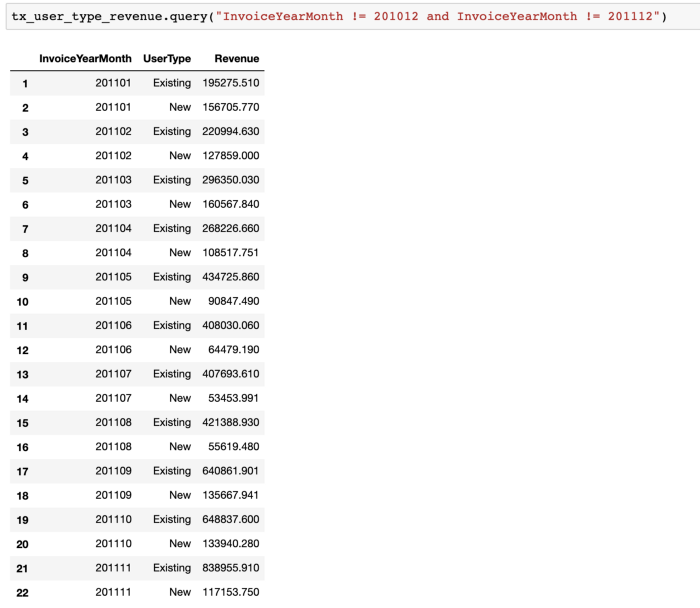 tx_user_type_revenue.query("InvoiceYearMonth != 201012 and InvoiceYearMonth != 201112")
InvoiceYearMonth UserType Revenue
1 201101 Existing 195275.510
2 201101 New 156705.770
3 201102 Existing 220994.630
4 201102 New 127859.000
5 201103 Existing 296350.030
6 201103 New 160567.840
7 201104 Existing 268226.660
8 201104 New 108517.751
9 201105 Existing 434725.860
10 201105 New 90847.490
11 201106 Existing 408030.060
12 201106 New 64479.190
13 201107 Existing 407693.610
14 201107 New 53453.991
15 201108 Existing 421388.930
16 201108 New 55619.480
17 201109 Existing 640861.901
18 201109 New 135667.941
19 201110 Existing 648837.600
20 201110 New 133940.280
21 201111 Existing 838955.910
22 201111 New 117153.750